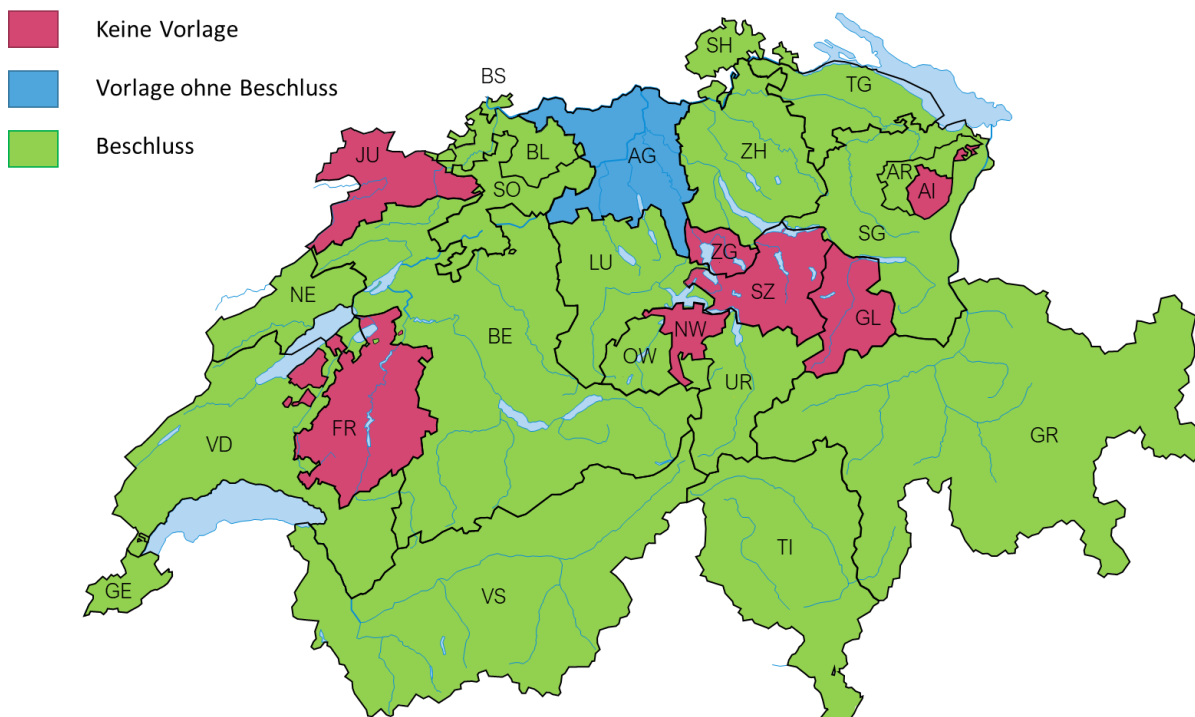 Keine Vorlage
Vorlage ohne Beschluss
Beschluss
SH
BS
TG
JU
BL
AG
ZH
AR
AI
SO
SG
LU
ZG
NE
SZ
GL
NW
BE
OW
UR
FR
VD
GR
TI
GE
VS